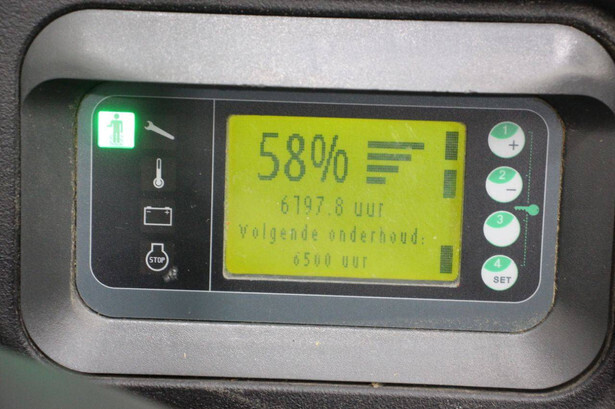 58%
6797.8 uur
Volgende onderhoud:
6500 uur
STOP
1
+
2
−
3
4
SET